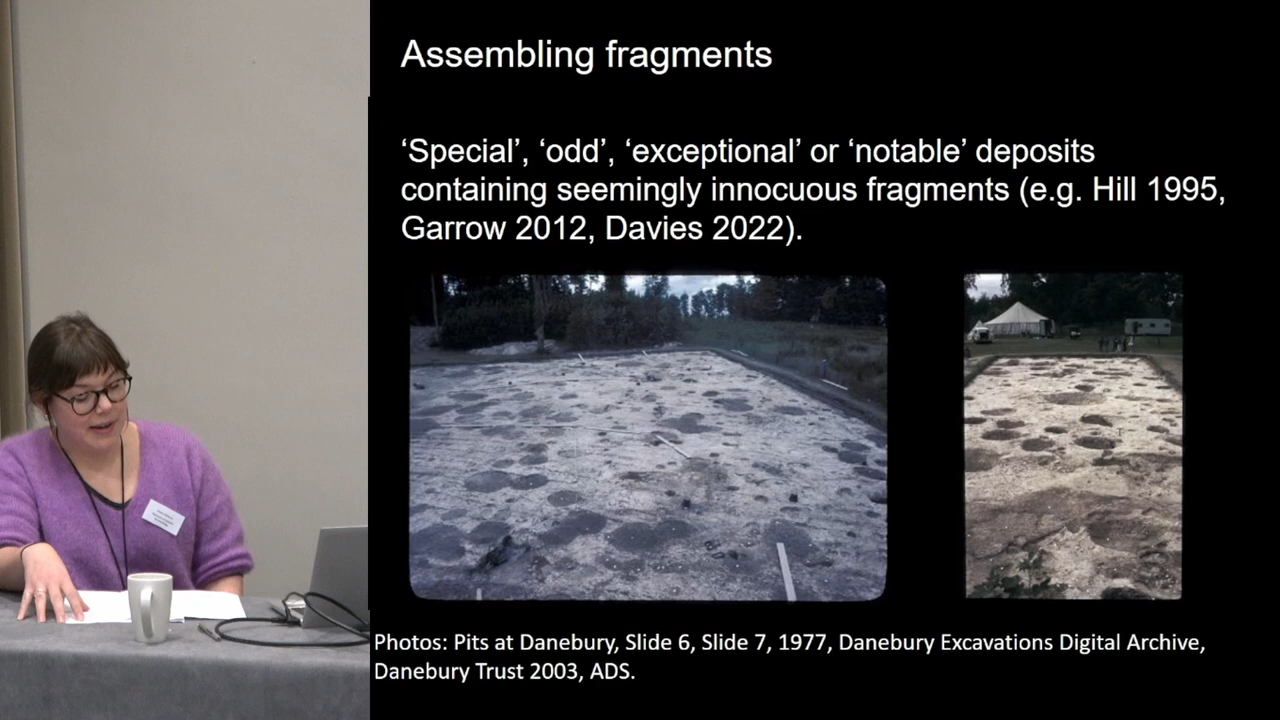 Assembling fragments
‘Special’, ‘odd’, ‘exceptional’ or ‘notable’ deposits
containing seemingly innocuous fragments (e.g. Hill 1995,
Garrow 2012, Davies 2022).
Photos: Pits at Danebury, Slide 6, Slide 7, 1977, Danebury Excavations Digital Archive,
Danebury Trust 2003, ADS.